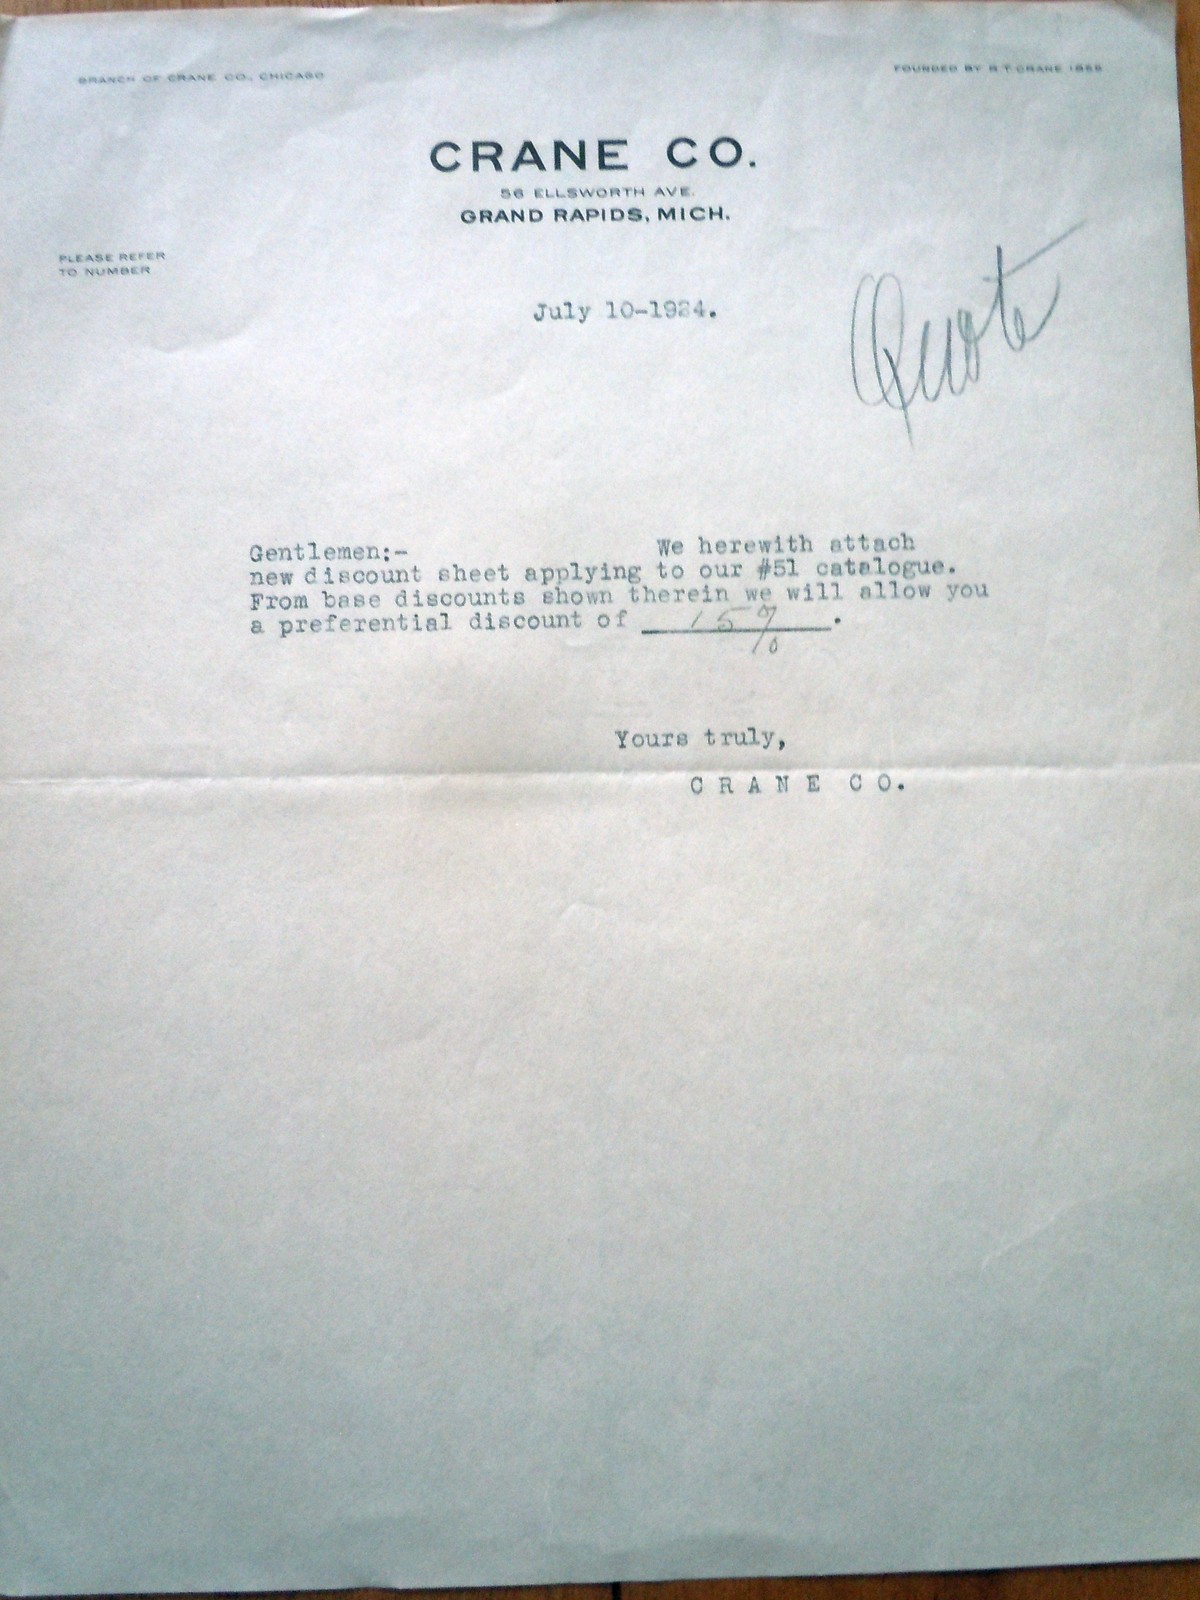 BRANCH OF CRANE CO., CHICAGO
FOUNDED BY R.T. CRANE 1855
CRANE CO.
56 ELLSWORTH AVE.
GRAND RAPIDS, MICH.
PLEASE REFER
TO NUMBER
July 10-1924.
Quote
Gentlemen:- We herewith attach
new discount sheet applying to our #51 catalogue.
From base discounts shown therein we will allow you
a preferential discount of 15%.
Yours truly,
C R A N E C O.